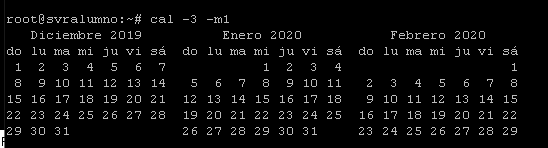 root@svralumno:~# cal -3 -m1
   Diciembre 2019          Enero 2020          Febrero 2020
do lu ma mi ju vi sá  do lu ma mi ju vi sá  do lu ma mi ju vi sá
 1  2  3  4  5  6  7            1  2  3  4                     1
 8  9 10 11 12 13 14   5  6  7  8  9 10 11   2  3  4  5  6  7  8
15 16 17 18 19 20 21  12 13 14 15 16 17 18   9 10 11 12 13 14 15
22 23 24 25 26 27 28  19 20 21 22 23 24 25  16 17 18 19 20 21 22
29 30 31              26 27 28 29 30 31     23 24 25 26 27 28 29